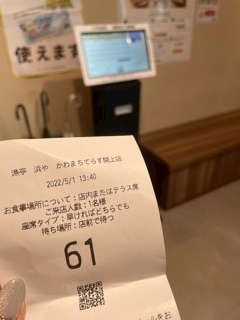 使えます
漁亭 浜や かわまちてらす閖上店
2022/5/1 13:40
お食事場所について：店内またはテラス席
ご来店人数：1名様
座席タイプ：早ければどちらでも
待ち場所：店前で待つ
61